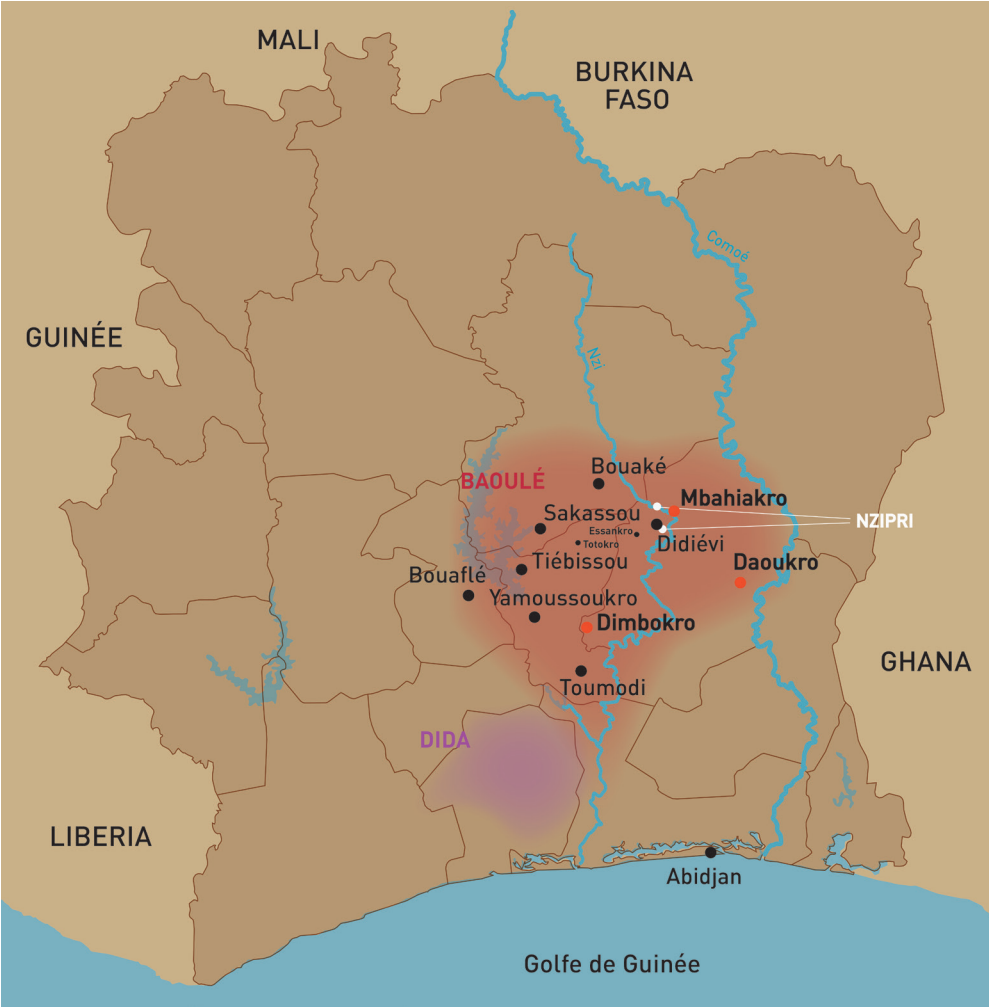 MALI
BURKINA
FASO
Comoé
GUINÉE
Nzi
Bouaké
BAOULÉ
Mbahiakro
Sakassou
NZIPRI
Essankro
Totokro
Didiévi
Tiébissou
Daoukro
Bouaflé
Yamoussoukro
Dimbokro
GHANA
Toumodi
DIDA
LIBERIA
Abidjan
Golfe de Guinée